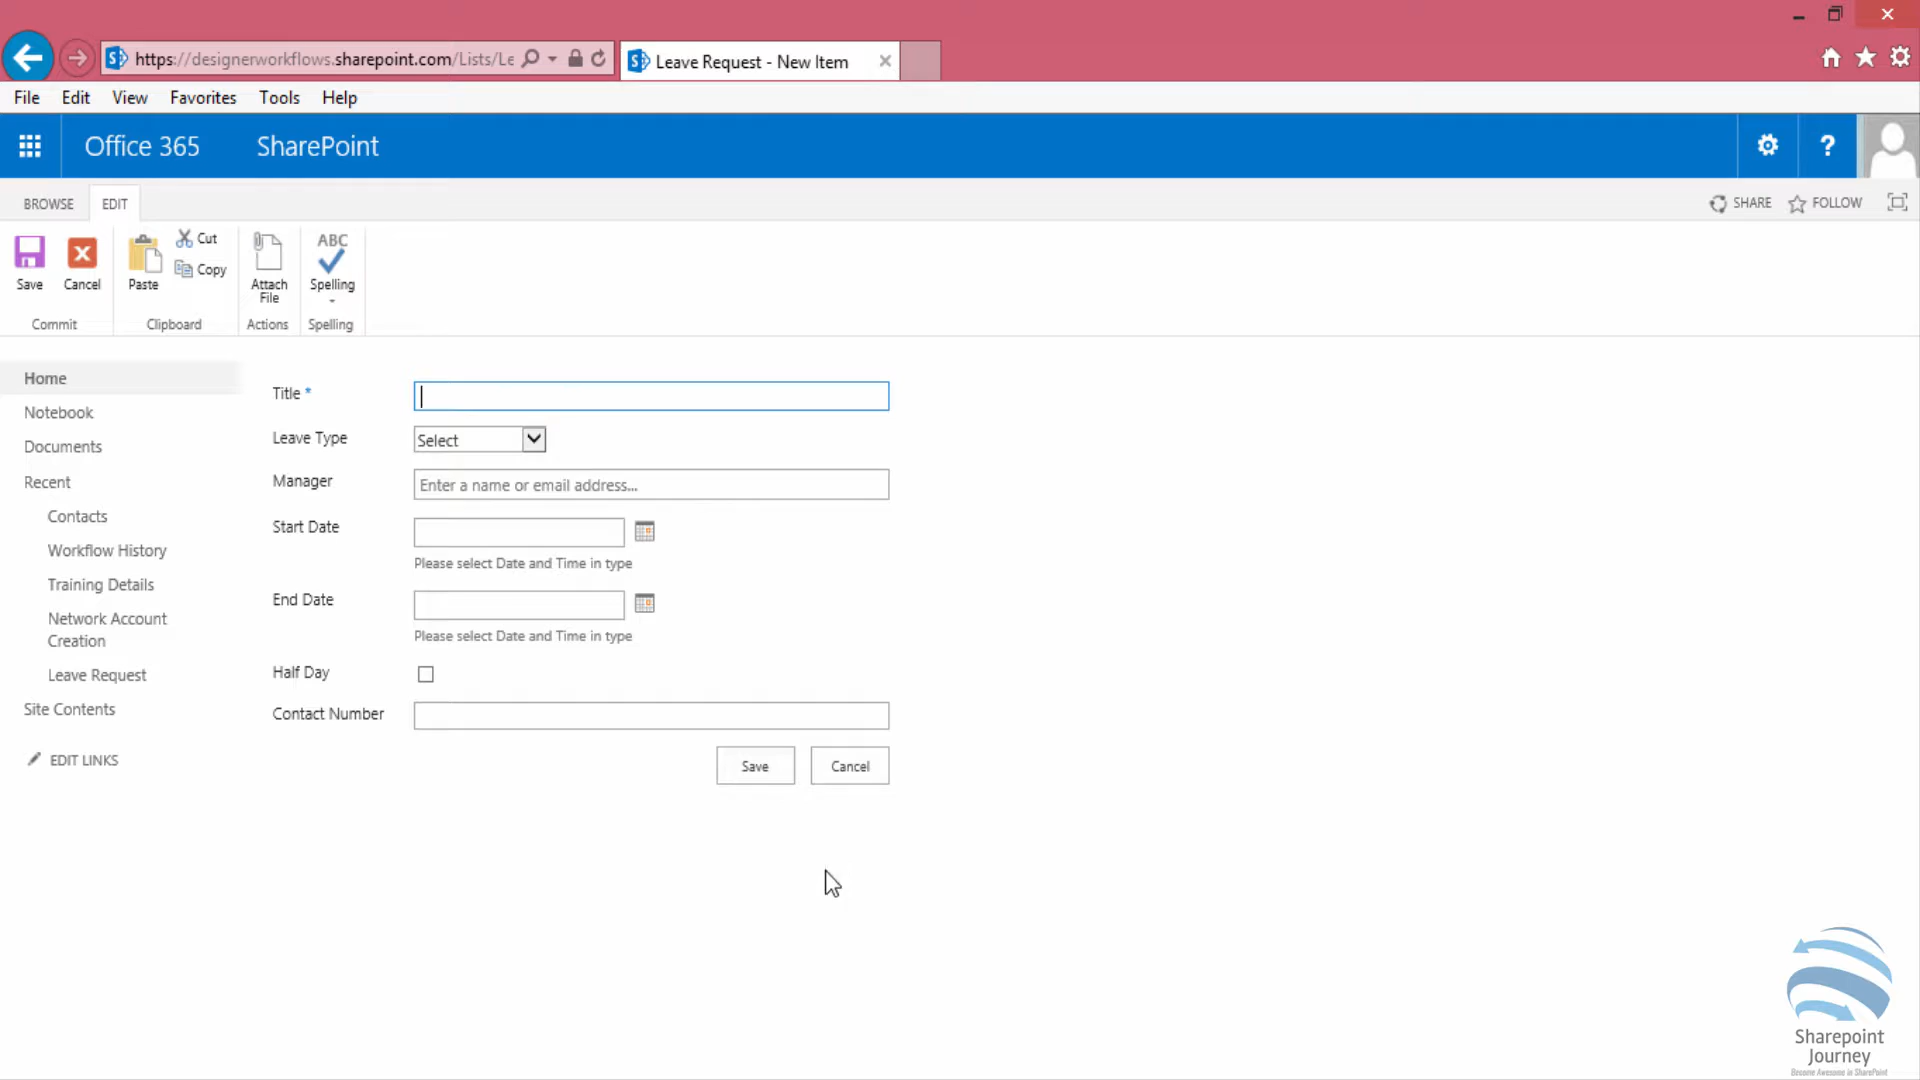 https://designerworkflows.sharepoint.com/Lists/Le
Leave Request - New Item
File Edit View Favorites Tools Help
Office 365 SharePoint ?
BROWSE EDIT SHARE FOLLOW
Save Cancel Paste Cut Copy Attach File ABC Spelling
Commit Clipboard Actions Spelling
Home
Notebook
Documents
Recent
Contacts
Workflow History
Training Details
Network Account
Creation
Leave Request
Site Contents
EDIT LINKS
Title *
Leave Type Select
Manager Enter a name or email address...
Start Date
Please select Date and Time in type
End Date
Please select Date and Time in type
Half Day
Contact Number
Save Cancel
Sharepoint
Journey
Become Awesome in SharePoint